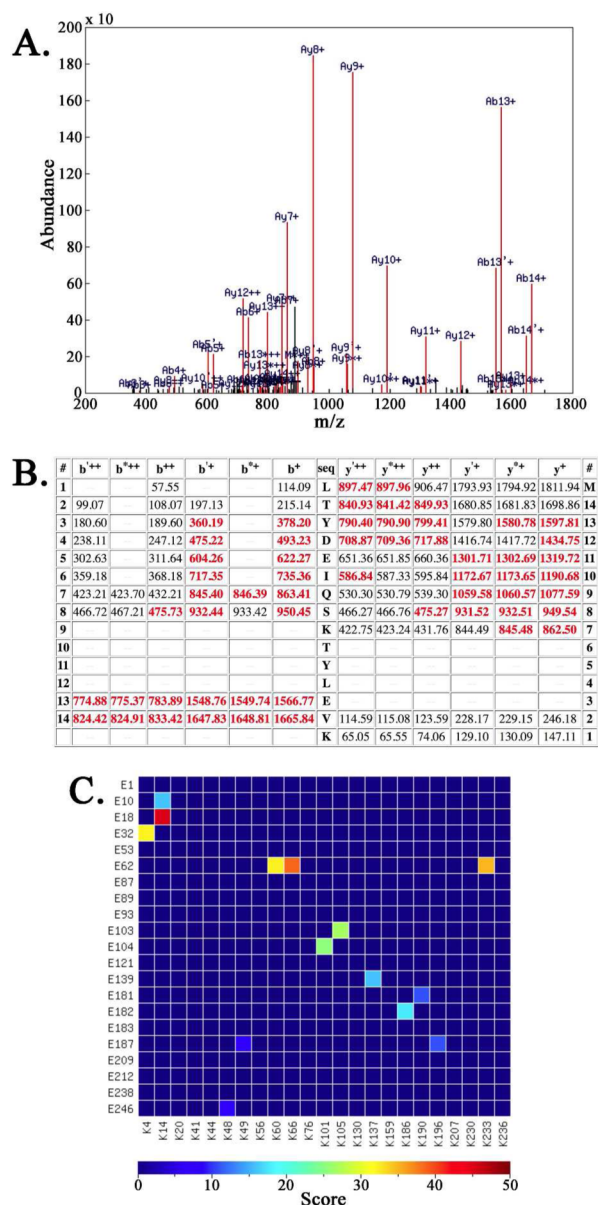 A.
200 x 10
180
160
140
120
100
80
60
40
20
0
Abundance
Ay8+
Ay9+
Ab13+
Ay7+
Ay10+
Ab13'+
Ab14+
Ay12++
Ab6+
Ay13++
Ay11+
Ay12+
Ab14'+
Ab5'+
Ab5+
Ab4+
200 400 600 800 1000 1200 1400 1600 1800
m/z
B.
# b'++ b*++ b++ b'+ b*+ b+ seq y'++ y*++ y++ y'+ y*+ y+ #
1 57.55 114.09 L 897.47 897.96 906.47 1793.93 1794.92 1811.94 M
2 99.07 108.07 197.13 215.14 T 840.93 841.42 849.93 1680.85 1681.83 1698.86 14
3 180.60 189.60 360.19 378.20 Y 790.40 790.90 799.41 1579.80 1580.78 1597.81 13
4 238.11 247.12 475.22 493.23 D 708.87 709.36 717.88 1416.74 1417.72 1434.75 12
5 302.63 311.64 604.26 622.27 E 651.36 651.85 660.36 1301.71 1302.69 1319.72 11
6 359.18 368.18 717.35 735.36 I 586.84 587.33 595.84 1172.67 1173.65 1190.68 10
7 423.21 423.70 432.21 845.40 846.39 863.41 Q 530.30 530.79 539.30 1059.58 1060.57 1077.59 9
8 466.72 467.21 475.73 932.44 933.42 950.45 S 466.27 466.76 475.27 931.52 932.51 949.54 8
9 K 422.75 423.24 431.76 844.49 845.48 862.50 7
10 T 6
11 Y 5
12 L 4
13 774.88 775.37 783.89 1548.76 1549.74 1566.77 E 3
14 824.42 824.91 833.42 1647.83 1648.81 1665.84 V 114.59 115.08 123.59 228.17 229.15 246.18 2
K 65.05 65.55 74.06 129.10 130.09 147.11 1
C.
E1
E10
E18
E32
E53
E62
E87
E89
E93
E103
E104
E121
E139
E181
E182
E183
E187
E209
E212
E238
E246
K4 K14 K20 K41 K44 K48 K49 K56 K60 K66 K76 K101 K105 K130 K137 K159 K186 K190 K196 K207 K230 K233 K236
0 10 20 30 40 50
Score